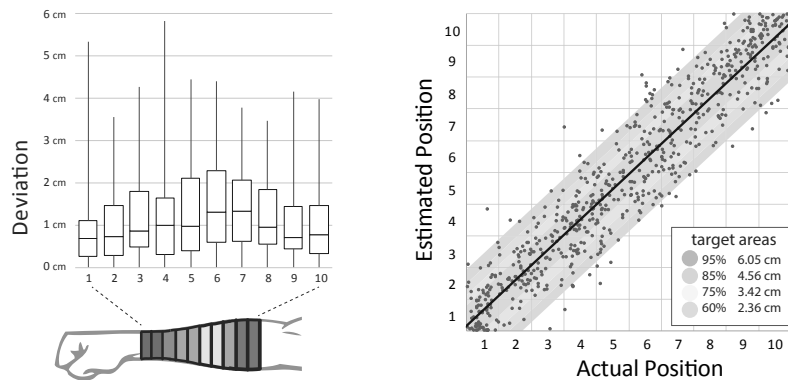 6 cm
5 cm
4 cm
3 cm
2 cm
1 cm
0 cm
Deviation
1 2 3 4 5 6 7 8 9 10
10
9
8
7
6
5
4
3
2
1
Estimated Position
1 2 3 4 5 6 7 8 9 10
Actual Position
target areas
95% 6.05 cm
85% 4.56 cm
75% 3.42 cm
60% 2.36 cm